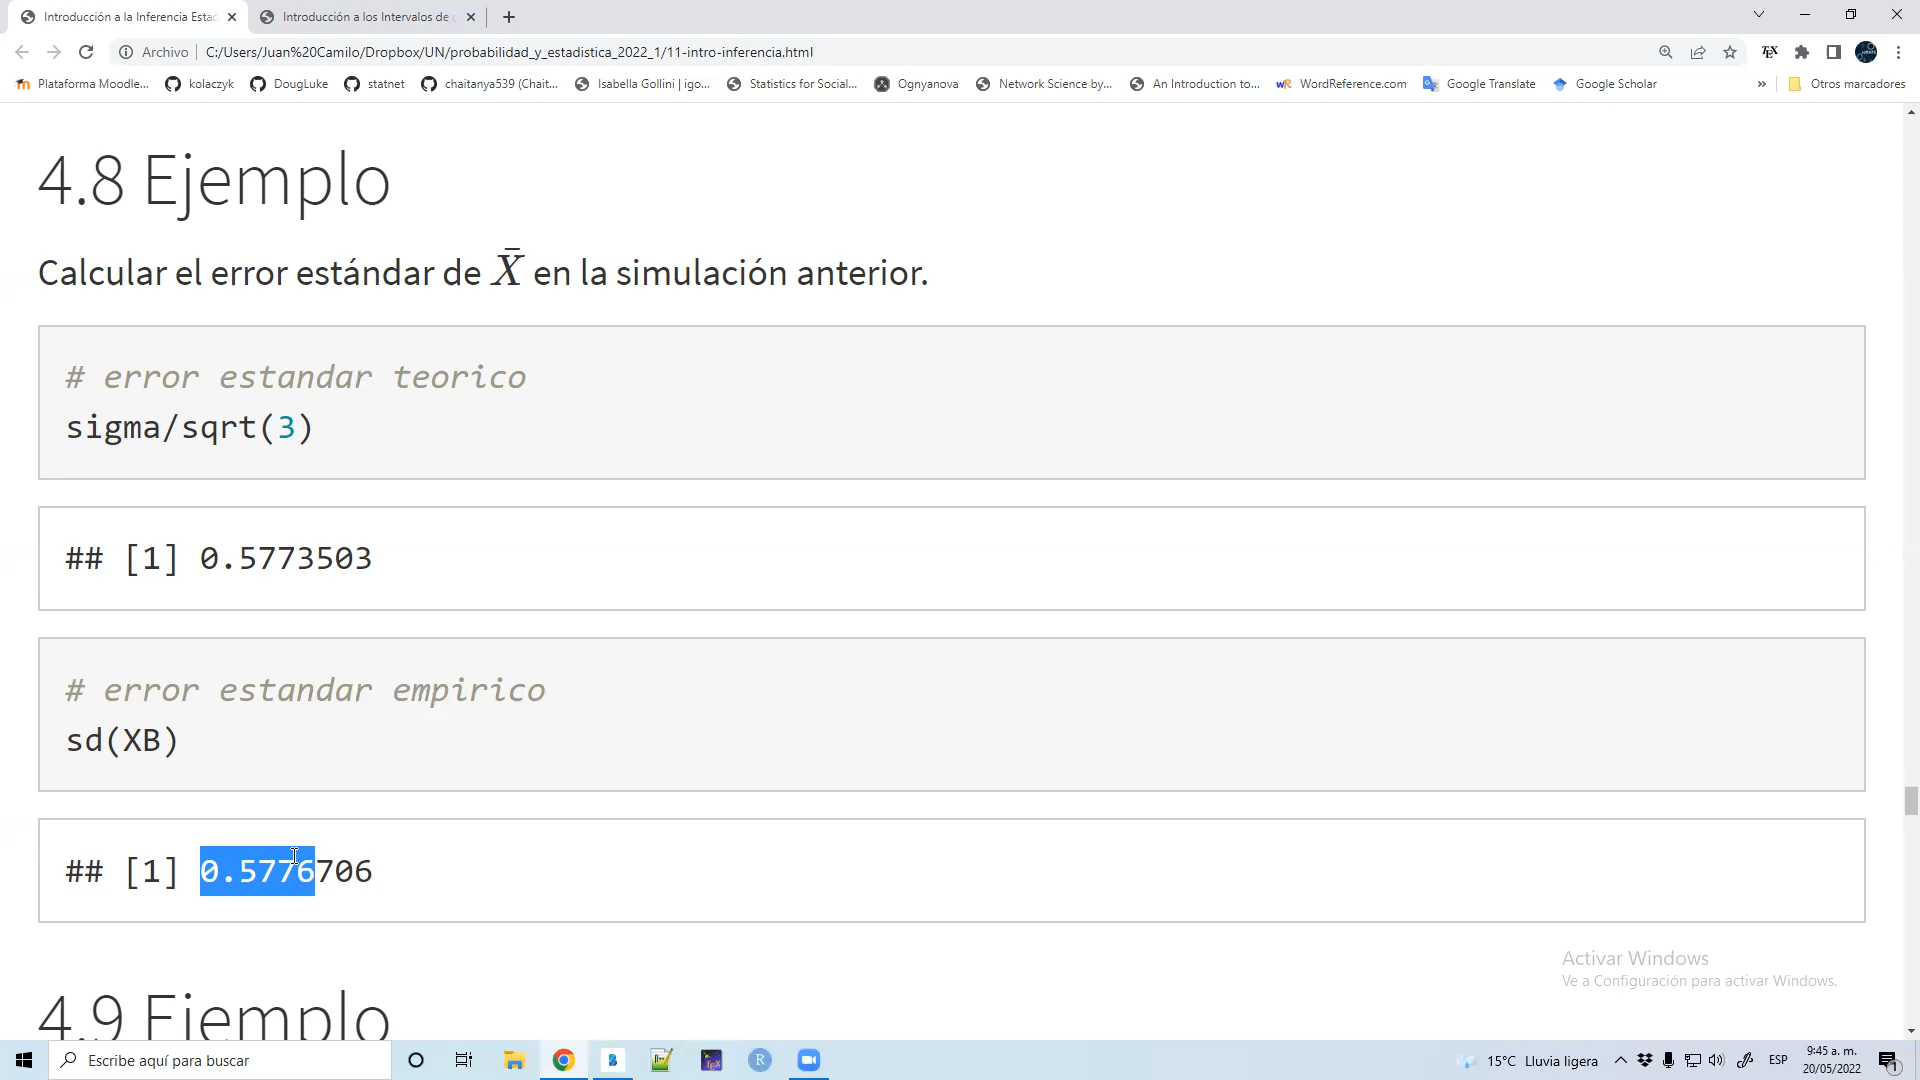 Introducción a la Inferencia Esta
Introducción a los Intervalos de
Archivo
C:/Users/Juan%20Camilo/Dropbox/UN/probabilidad_y_estadistica_2022_1/11-intro-inferencia.html
TEX
Plataforma Moodle...
kolaczyk
DougLuke
statnet
chaitanya539 (Chait...
Isabella Gollini | igo...
Statistics for Social...
Ognyanova
Network Science by...
An Introduction to...
WordReference.com
Google Translate
Google Scholar
»
Otros marcadores
4.8 Ejemplo
Calcular el error estándar de X̄ en la simulación anterior.
# error estandar teorico
sigma/sqrt(3)
## [1] 0.5773503
# error estandar empirico
sd(XB)
## [1] 0.5776706
Activar Windows
Ve a Configuración para activar Windows.
4.9 Ejemplo
Escribe aquí para buscar
15°C Lluvia ligera
ESP
9:45 a. m.
20/05/2022
1